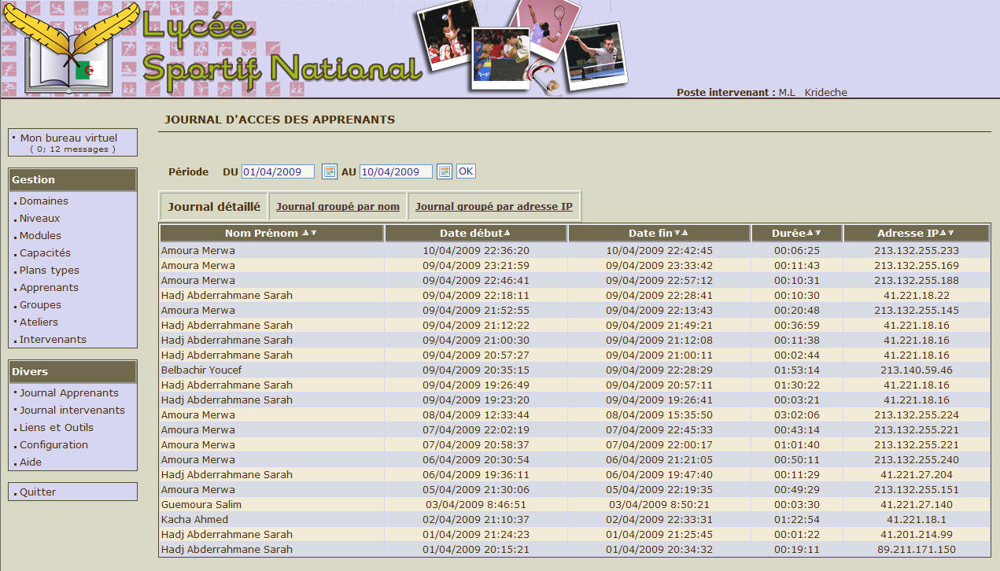 Lycée
Sportif National
Poste intervenant : M.L Krideche
Mon bureau virtuel
( 0; 12 messages )
Gestion
Domaines
Niveaux
Modules
Capacités
Plans types
Apprenants
Groupes
Ateliers
Intervenants
Divers
Journal Apprenants
Journal intervenants
Liens et Outils
Configuration
Aide
Quitter
JOURNAL D'ACCES DES APPRENANTS
Période DU 01/04/2009 AU 10/04/2009 OK
Journal détaillé Journal groupé par nom Journal groupé par adresse IP
Nom Prénom Date début Date fin Durée Adresse IP
Amoura Merwa 10/04/2009 22:36:20 10/04/2009 22:42:45 00:06:25 213.132.255.233
Amoura Merwa 09/04/2009 23:21:59 09/04/2009 23:33:42 00:11:43 213.132.255.169
Amoura Merwa 09/04/2009 22:46:41 09/04/2009 22:57:12 00:10:31 213.132.255.188
Hadj Abderrahmane Sarah 09/04/2009 22:18:11 09/04/2009 22:28:41 00:10:30 41.221.18.22
Amoura Merwa 09/04/2009 21:52:55 09/04/2009 22:13:43 00:20:48 213.132.255.145
Hadj Abderrahmane Sarah 09/04/2009 21:12:22 09/04/2009 21:49:21 00:36:59 41.221.18.16
Hadj Abderrahmane Sarah 09/04/2009 21:00:30 09/04/2009 21:12:08 00:11:38 41.221.18.16
Hadj Abderrahmane Sarah 09/04/2009 20:57:27 09/04/2009 21:00:11 00:02:44 41.221.18.16
Belbachir Youcef 09/04/2009 20:35:15 09/04/2009 22:28:29 01:53:14 213.140.59.46
Hadj Abderrahmane Sarah 09/04/2009 19:26:49 09/04/2009 20:57:11 01:30:22 41.221.18.16
Hadj Abderrahmane Sarah 09/04/2009 19:23:20 09/04/2009 19:26:41 00:03:21 41.221.18.16
Amoura Merwa 08/04/2009 12:33:44 08/04/2009 15:35:50 03:02:06 213.132.255.224
Amoura Merwa 07/04/2009 22:02:19 07/04/2009 22:45:33 00:43:14 213.132.255.221
Amoura Merwa 07/04/2009 20:58:37 07/04/2009 22:00:17 01:01:40 213.132.255.221
Amoura Merwa 06/04/2009 20:30:54 06/04/2009 21:21:05 00:50:11 213.132.255.240
Hadj Abderrahmane Sarah 06/04/2009 19:36:11 06/04/2009 19:47:40 00:11:29 41.221.27.204
Amoura Merwa 05/04/2009 21:30:06 05/04/2009 22:19:35 00:49:29 213.132.255.151
Guemoura Salim 03/04/2009 8:46:51 03/04/2009 8:50:21 00:03:30 41.221.27.140
Kacha Ahmed 02/04/2009 21:10:37 02/04/2009 22:33:31 01:22:54 41.221.18.1
Hadj Abderrahmane Sarah 01/04/2009 21:24:23 01/04/2009 21:25:45 00:01:22 41.201.214.99
Hadj Abderrahmane Sarah 01/04/2009 20:15:21 01/04/2009 20:34:32 00:19:11 89.211.171.150